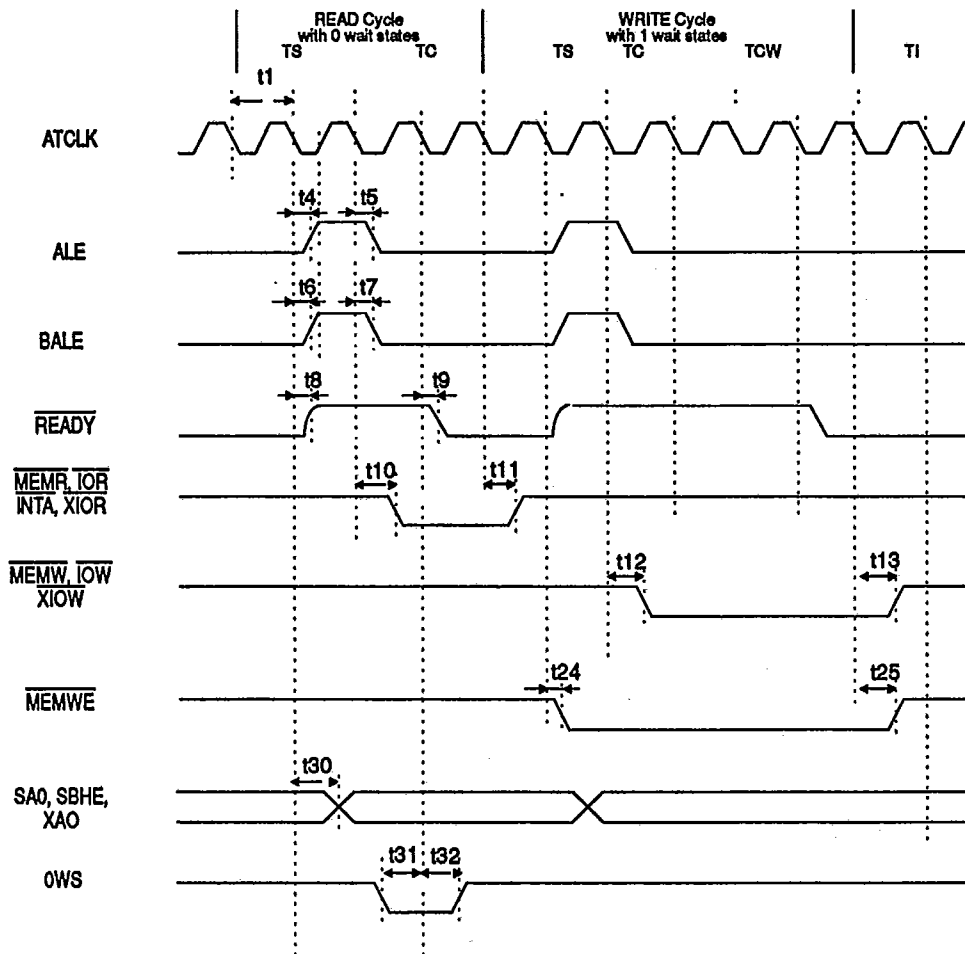 READ Cycle
with 0 wait states
WRITE Cycle
with 1 wait states
TS
TC
TS
TC
TCW
TI
t1
ATCLK
t4
t5
ALE
t6
t7
BALE
t8
t9
READY
t10
t11
MEMR, IOR
INTA, XIOR
t12
t13
MEMW, IOW
XIOW
t24
t25
MEMWE
t30
SA0, SBHE,
XAO
t31
t32
0WS